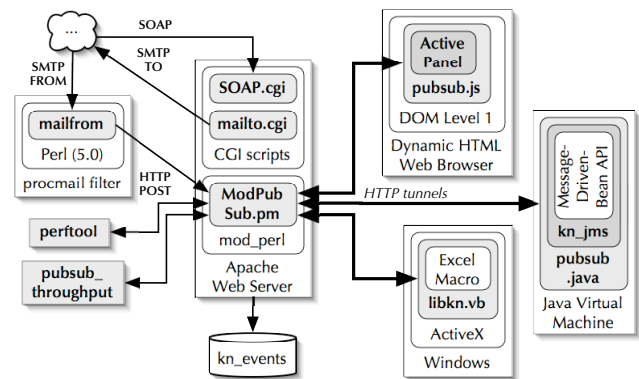 ...
SOAP
SMTP
TO
SMTP
FROM
SOAP.cgi
mailto.cgi
CGI scripts
mailfrom
Perl (5.0)
procmail filter
HTTP
POST
ModPub
Sub.pm
mod_perl
Apache
Web Server
perftool
pubsub_
throughput
kn_events
Active
Panel
pubsub.js
DOM Level 1
Dynamic HTML
Web Browser
HTTP tunnels
Excel
Macro
libkn.vb
ActiveX
Windows
Message-
Driven-
Bean API
kn_jms
pubsub
.java
Java Virtual
Machine